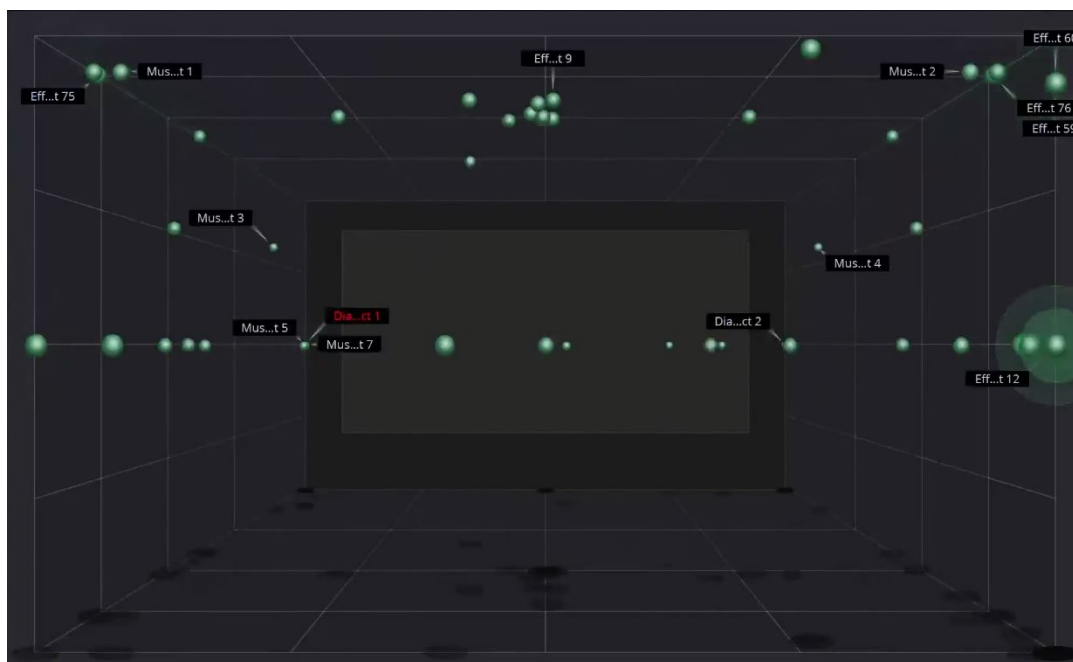 Eff...t 60
Eff...t 9
Mus...t 1
Mus...t 2
Eff...t 75
Eff...t 76
Eff...t 59
Mus...t 3
Mus...t 4
Dia...ct 1
Dia...ct 2
Mus...t 5
Mus...t 7
Eff...t 12